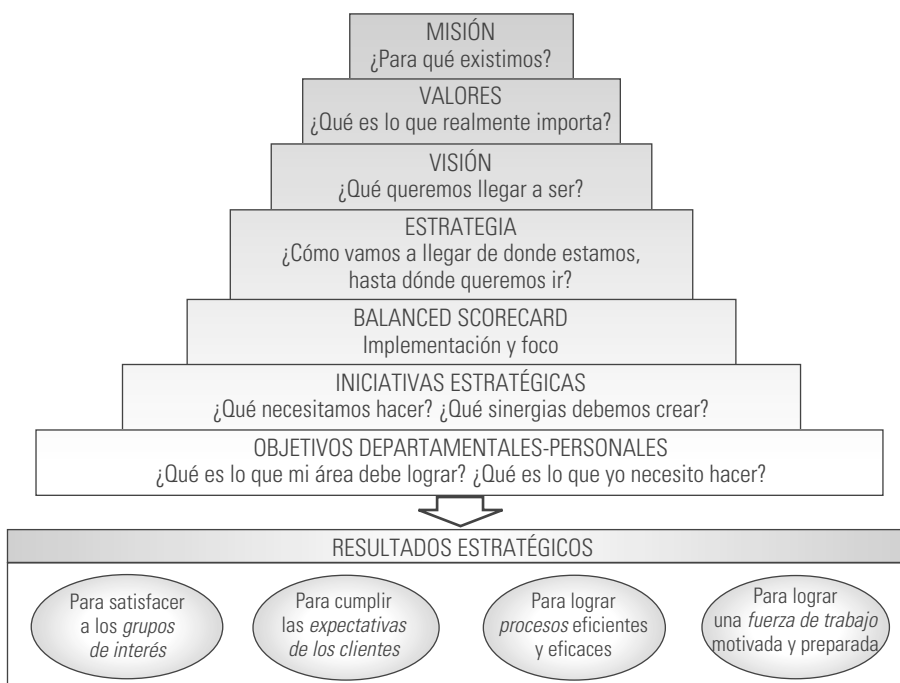 MISIÓN
¿Para qué existimos?
VALORES
¿Qué es lo que realmente importa?
VISIÓN
¿Qué queremos llegar a ser?
ESTRATEGIA
¿Cómo vamos a llegar de donde estamos,
hasta dónde queremos ir?
BALANCED SCORECARD
Implementación y foco
INICIATIVAS ESTRATÉGICAS
¿Qué necesitamos hacer? ¿Qué sinergias debemos crear?
OBJETIVOS DEPARTAMENTALES-PERSONALES
¿Qué es lo que mi área debe lograr? ¿Qué es lo que yo necesito hacer?
RESULTADOS ESTRATÉGICOS
Para satisfacer
a los grupos
de interés
Para cumplir
las expectativas
de los clientes
Para lograr
procesos eficientes
y eficaces
Para lograr
una fuerza de trabajo
motivada y preparada